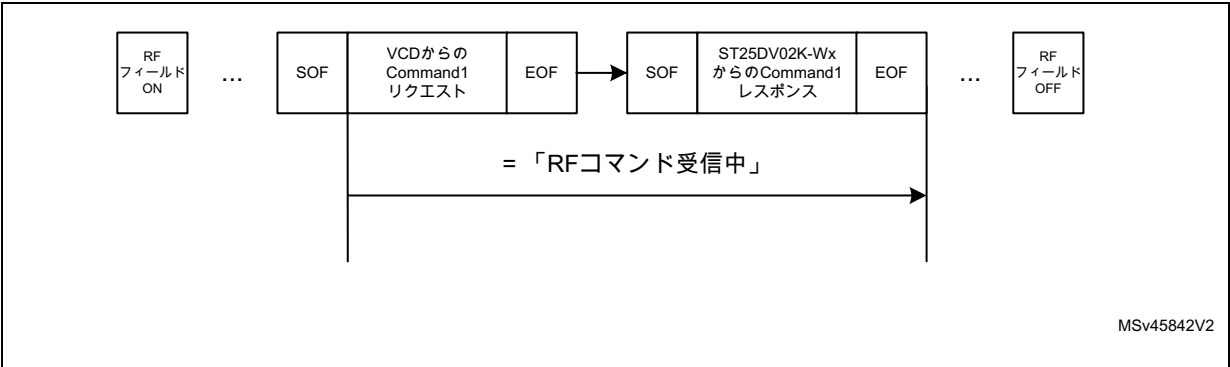 RF
フィールド
ON
...
SOF
VCDからの
Command1
リクエスト
EOF
SOF
ST25DV02K-Wx
からのCommand1
レスポンス
EOF
...
RF
フィールド
OFF
= 「RFコマンド受信中」
MSv45842V2